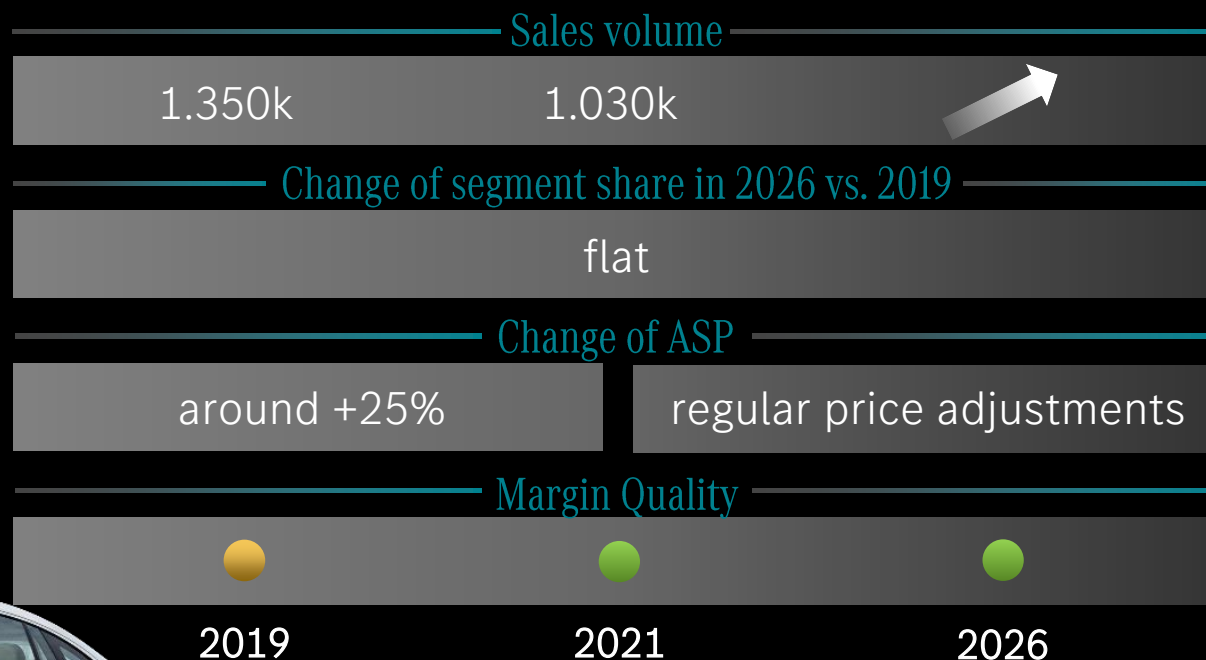 Sales volume
1.350k 1.030k
Change of segment share in 2026 vs. 2019
flat
Change of ASP
around +25% regular price adjustments
Margin Quality
2019 2021 2026